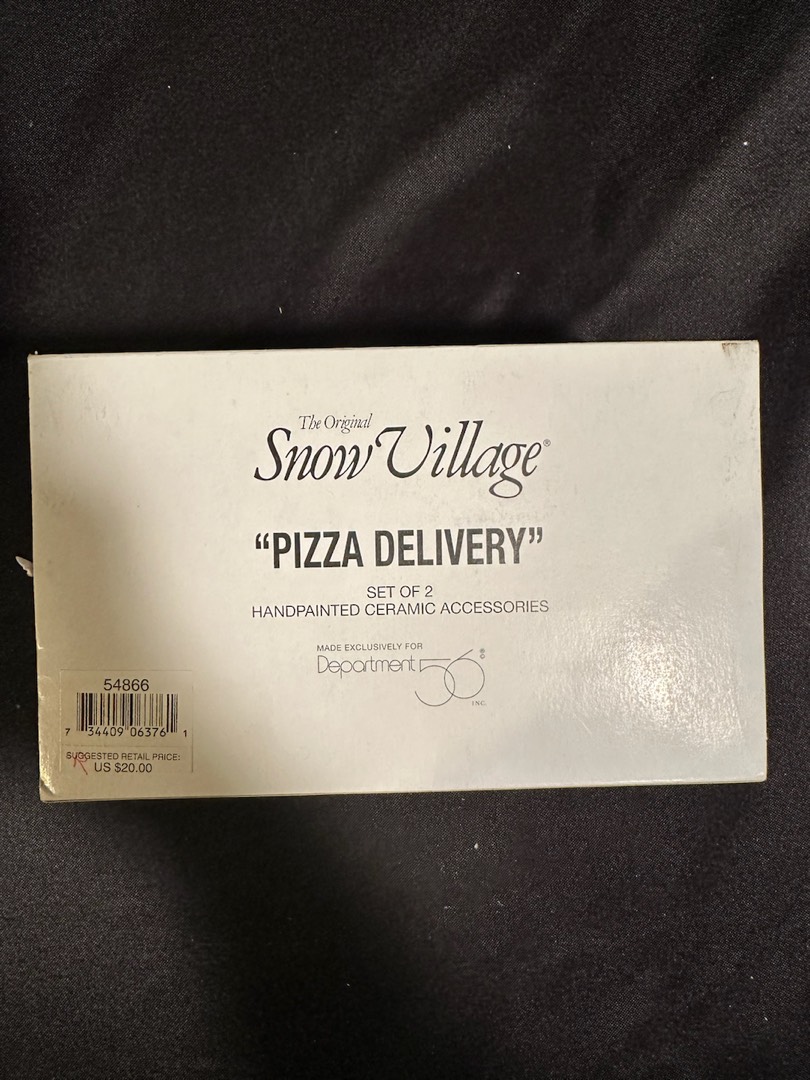 The Original
Snow Village®
“PIZZA DELIVERY”
SET OF 2
HANDPAINTED CERAMIC ACCESSORIES
MADE EXCLUSIVELY FOR
Department 56 ®
©
INC.
54866
7 34409 06376 1
SUGGESTED RETAIL PRICE:
US $20.00